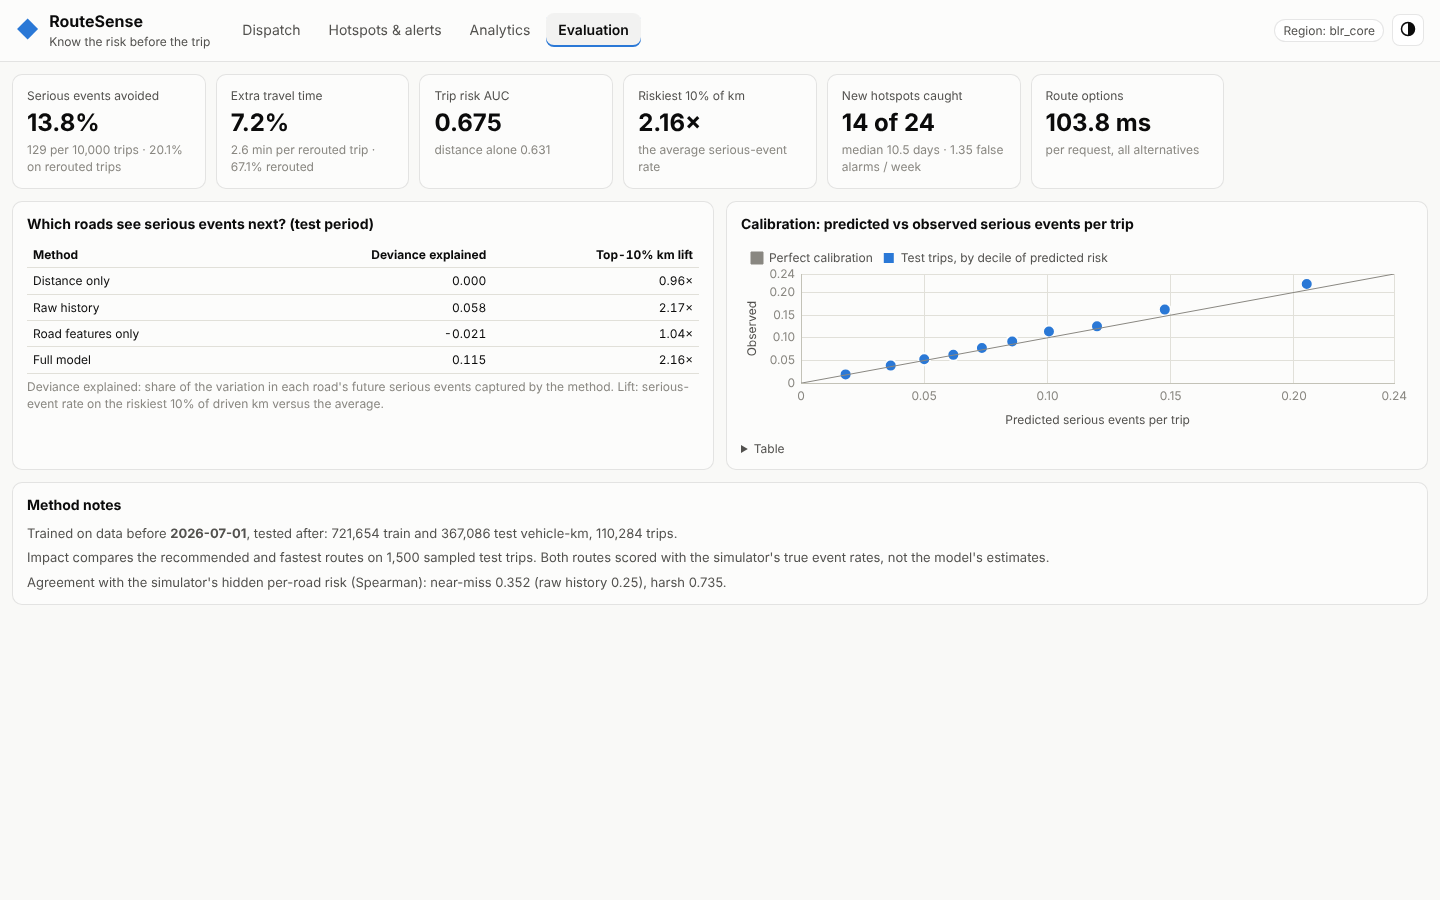 RouteSense
Know the risk before the trip
Dispatch
Hotspots & alerts
Analytics
Evaluation
Region: blr_core
Serious events avoided
13.8%
129 per 10,000 trips · 20.1%
on rerouted trips
Extra travel time
7.2%
2.6 min per rerouted trip ·
67.1% rerouted
Trip risk AUC
0.675
distance alone 0.631
Riskiest 10% of km
2.16×
the average serious-event
rate
New hotspots caught
14 of 24
median 10.5 days · 1.35 false
alarms / week
Route options
103.8 ms
per request, all alternatives
Which roads see serious events next? (test period)
Method Deviance explained Top-10% km lift
Distance only 0.000 0.96×
Raw history 0.058 2.17×
Road features only -0.021 1.04×
Full model 0.115 2.16×
Deviance explained: share of the variation in each road's future serious events captured by the method. Lift: serious-
event rate on the riskiest 10% of driven km versus the average.
Calibration: predicted vs observed serious events per trip
Perfect calibration Test trips, by decile of predicted risk
0.24
0.20
0.15
0.10
0.05
0
Observed
0 0.05 0.10 0.15 0.20 0.24
Predicted serious events per trip
Table
Method notes
Trained on data before 2026-07-01, tested after: 721,654 train and 367,086 test vehicle-km, 110,284 trips.
Impact compares the recommended and fastest routes on 1,500 sampled test trips. Both routes scored with the simulator's true event rates, not the model's estimates.
Agreement with the simulator's hidden per-road risk (Spearman): near-miss 0.352 (raw history 0.25), harsh 0.735.